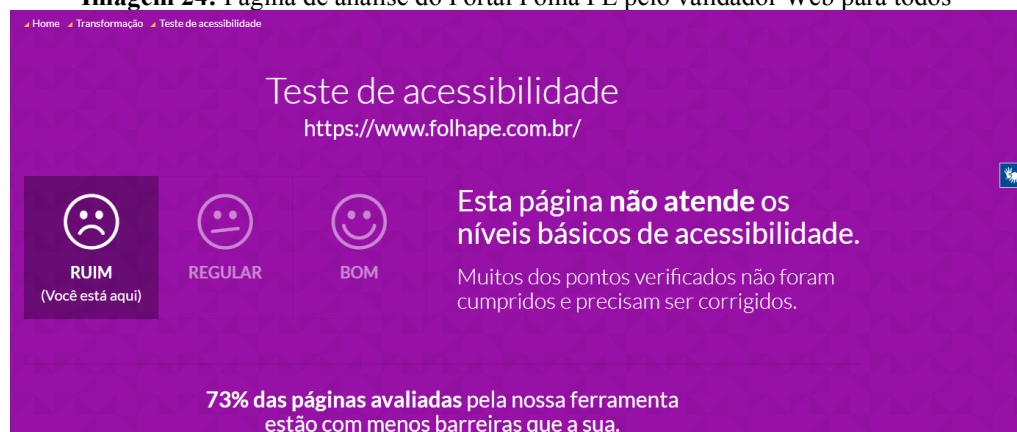 Imagem 24: Página de análise do Portal Folha PE pelo validador Web para todos
Home Transformação Teste de acessibilidade
Teste de acessibilidade
https://www.folhape.com.br/
RUIM
(Você está aqui)
REGULAR
BOM
Esta página não atende os
níveis básicos de acessibilidade.
Muitos dos pontos verificados não foram
cumpridos e precisam ser corrigidos.
73% das páginas avaliadas pela nossa ferramenta
estão com menos barreiras que a sua.